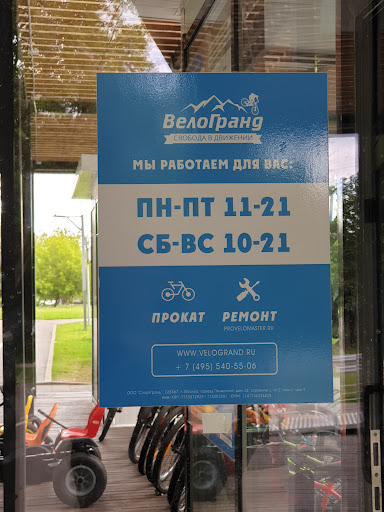 ВелоГранд
СВОБОДА В ДВИЖЕНИИ
МЫ РАБОТАЕМ ДЛЯ ВАС:
ПН-ПТ 11-21
СБ-ВС 10-21
ПРОКАТ
РЕМОНТ
PROVELOMASTER.RU
WWW.VELOGRAND.RU
+ 7 (495) 540-55-06